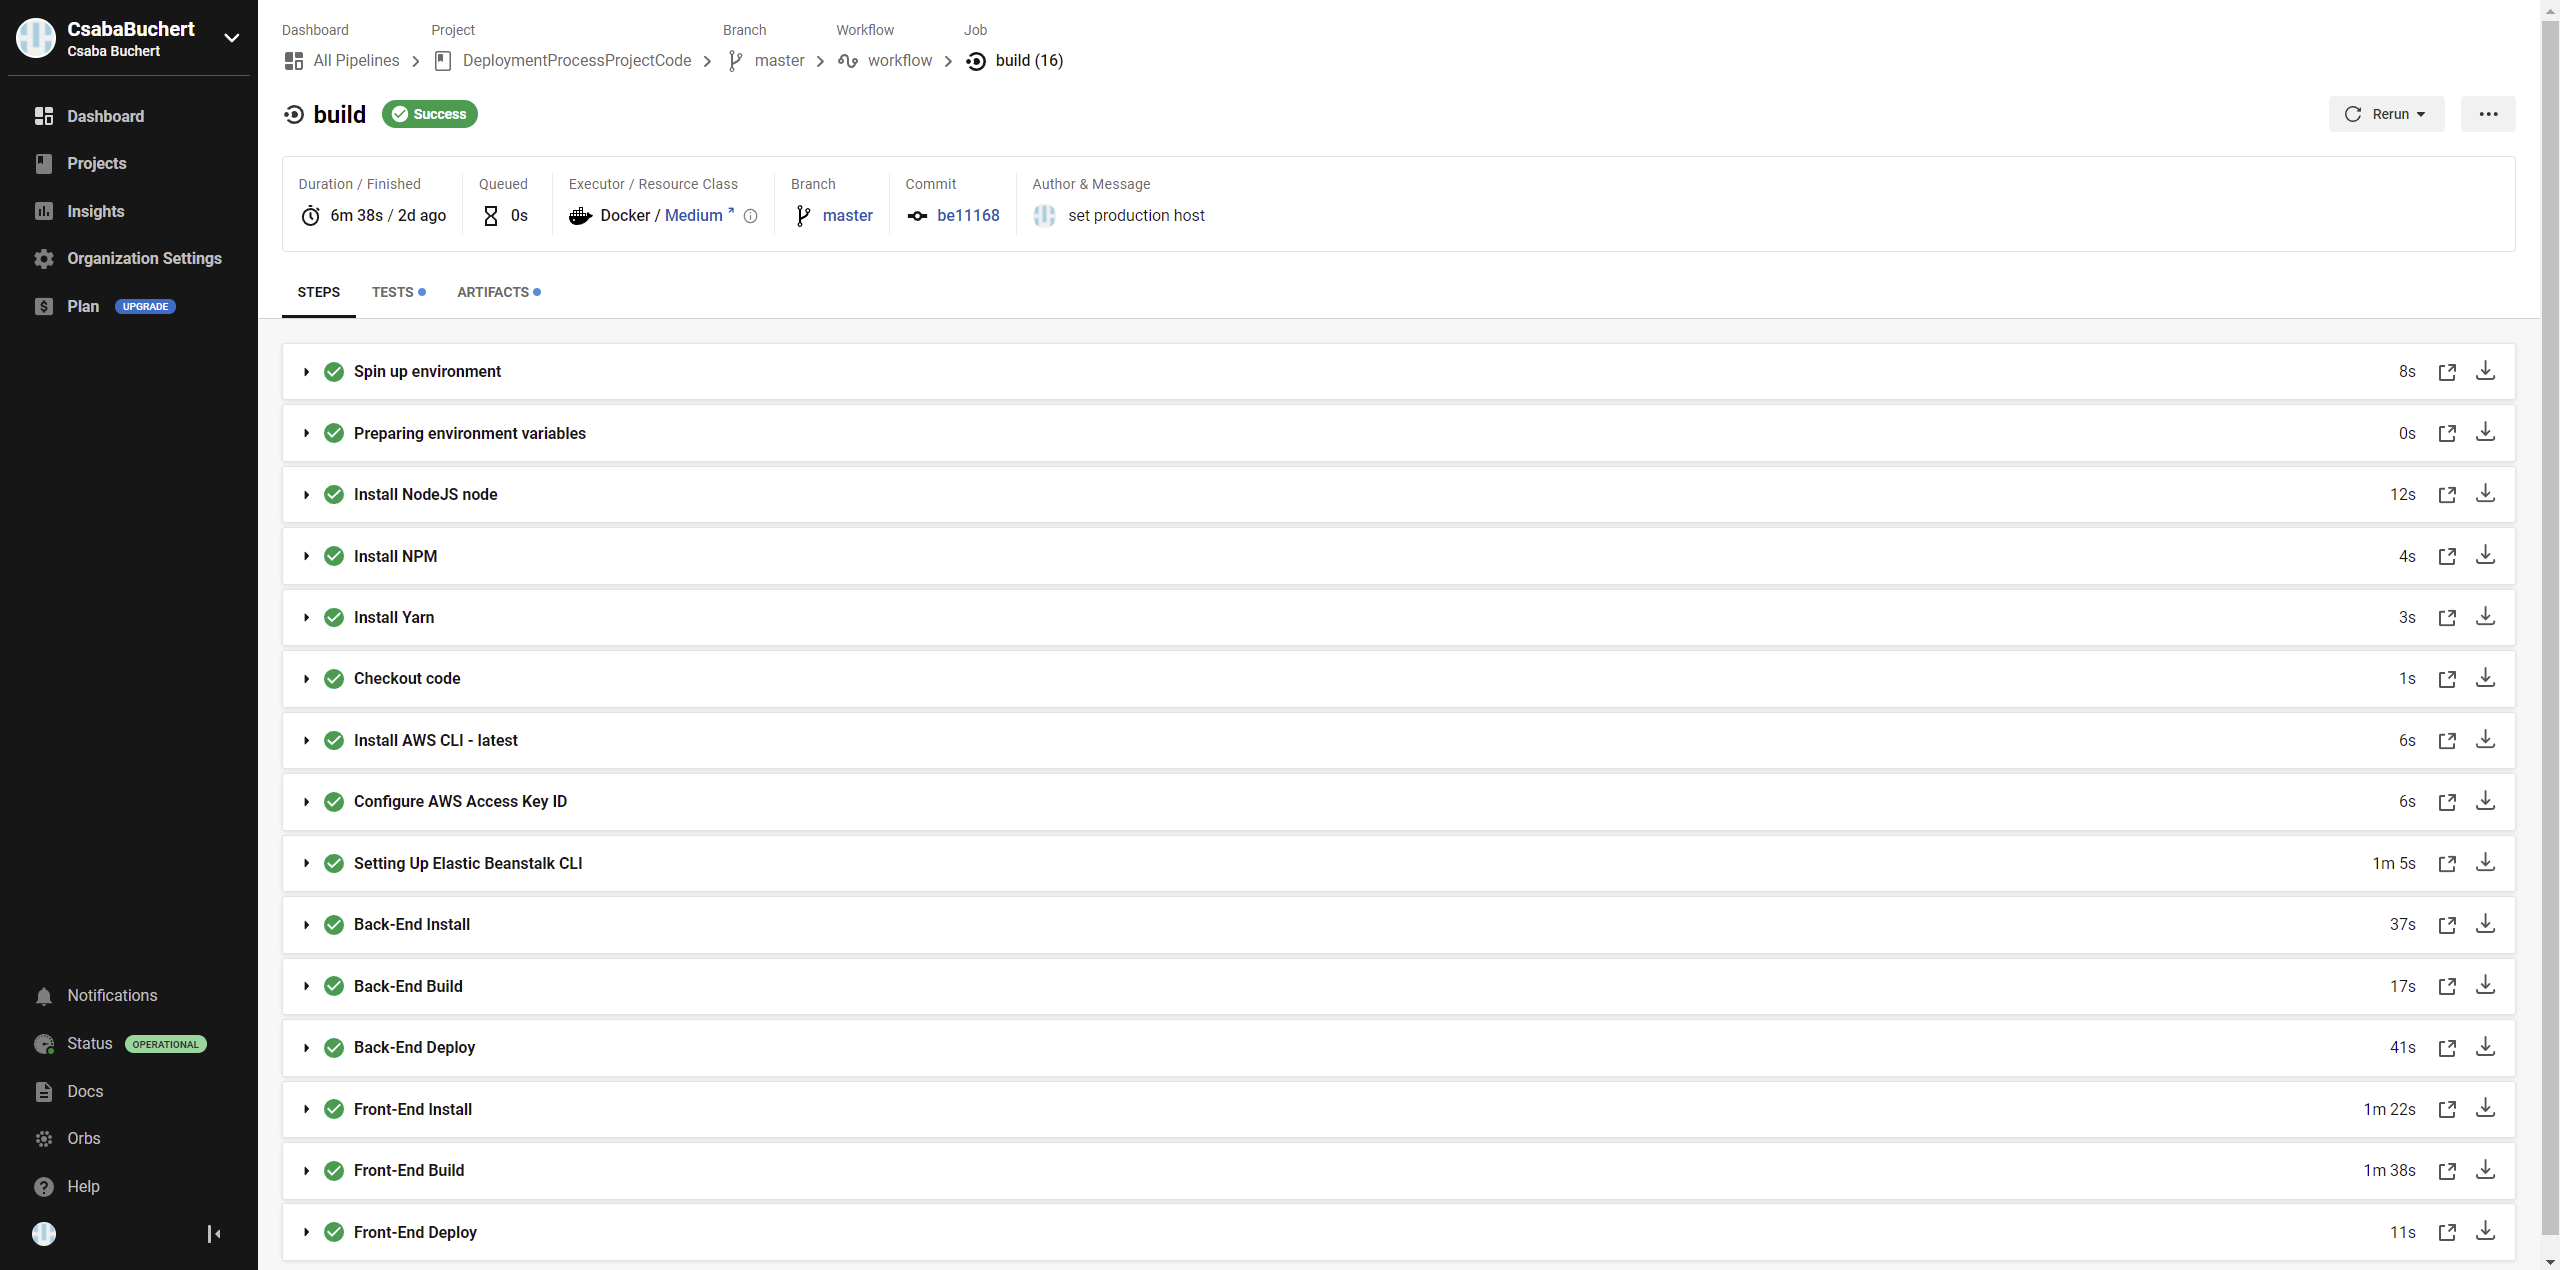 CsabaBuchert
Csaba Buchert
Dashboard
Projects
Insights
Organization Settings
Plan UPGRADE
Notifications
Status OPERATIONAL
Docs
Orbs
Help
Dashboard Project Branch Workflow Job
All Pipelines DeploymentProcessProjectCode master workflow build (16)
build Success Rerun
Duration / Finished Queued Executor / Resource Class Branch Commit Author & Message
6m 38s / 2d ago 0s Docker / Medium master be11168 set production host
STEPS TESTS ARTIFACTS
Spin up environment 8s
Preparing environment variables 0s
Install NodeJS node 12s
Install NPM 4s
Install Yarn 3s
Checkout code 1s
Install AWS CLI - latest 6s
Configure AWS Access Key ID 6s
Setting Up Elastic Beanstalk CLI 1m 5s
Back-End Install 37s
Back-End Build 17s
Back-End Deploy 41s
Front-End Install 1m 22s
Front-End Build 1m 38s
Front-End Deploy 11s